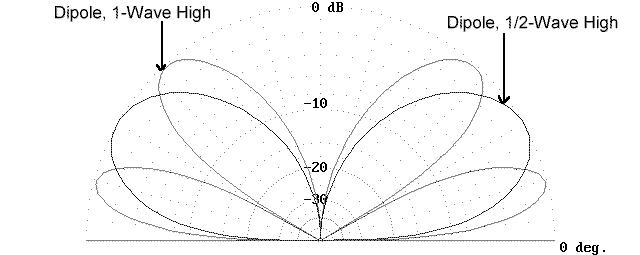 Dipole, 1-Wave High
0 dB
Dipole, 1/2-Wave High
-10
-20
-30
0 deg.